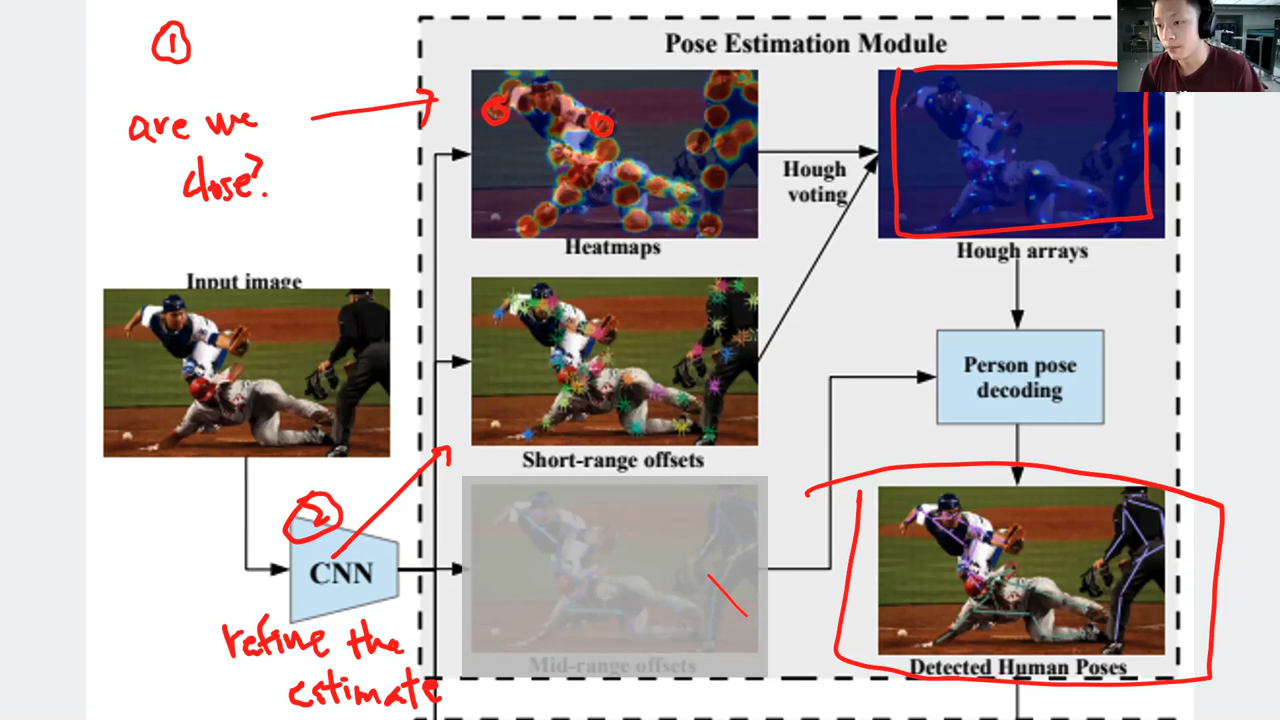 ①
are we
close?
Pose Estimation Module
Heatmaps
Hough
voting
Hough arrays
Input image
Short-range offsets
Person pose
decoding
②
CNN
refine the
estimate
Mid-range offsets
Detected Human Poses